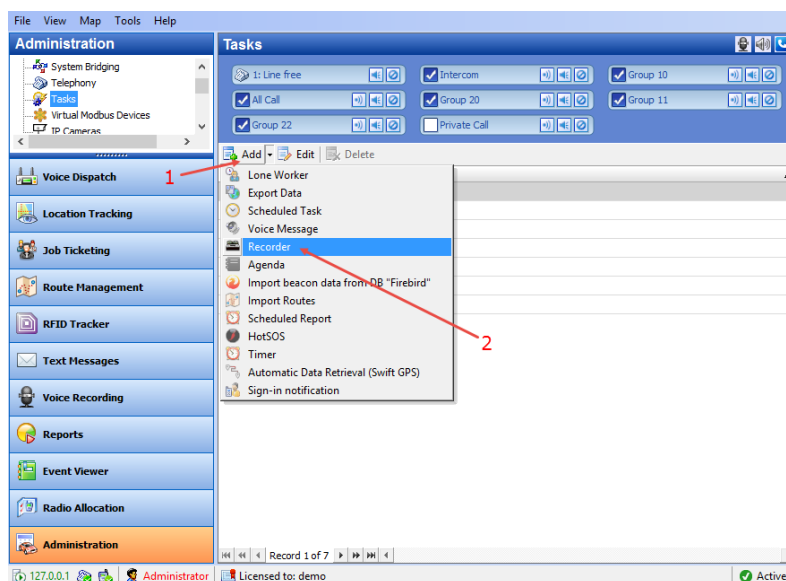 File View Map Tools Help
Administration
Tasks
System Bridging
Telephony
Tasks
Virtual Modbus Devices
IP Cameras
1: Line free
Intercom
Group 10
All Call
Group 20
Group 11
Group 22
Private Call
Add Edit Delete
1
Voice Dispatch
Location Tracking
Job Ticketing
Route Management
RFID Tracker
Text Messages
Voice Recording
Reports
Event Viewer
Radio Allocation
Administration
Lone Worker
Export Data
Scheduled Task
Voice Message
Recorder
Agenda
Import beacon data from DB "Firebird"
Import Routes
Scheduled Report
HotSOS
Timer
Automatic Data Retrieval (Swift GPS)
Sign-in notification
2
Record 1 of 7
127.0.0.1 Administrator Licensed to: demo Active